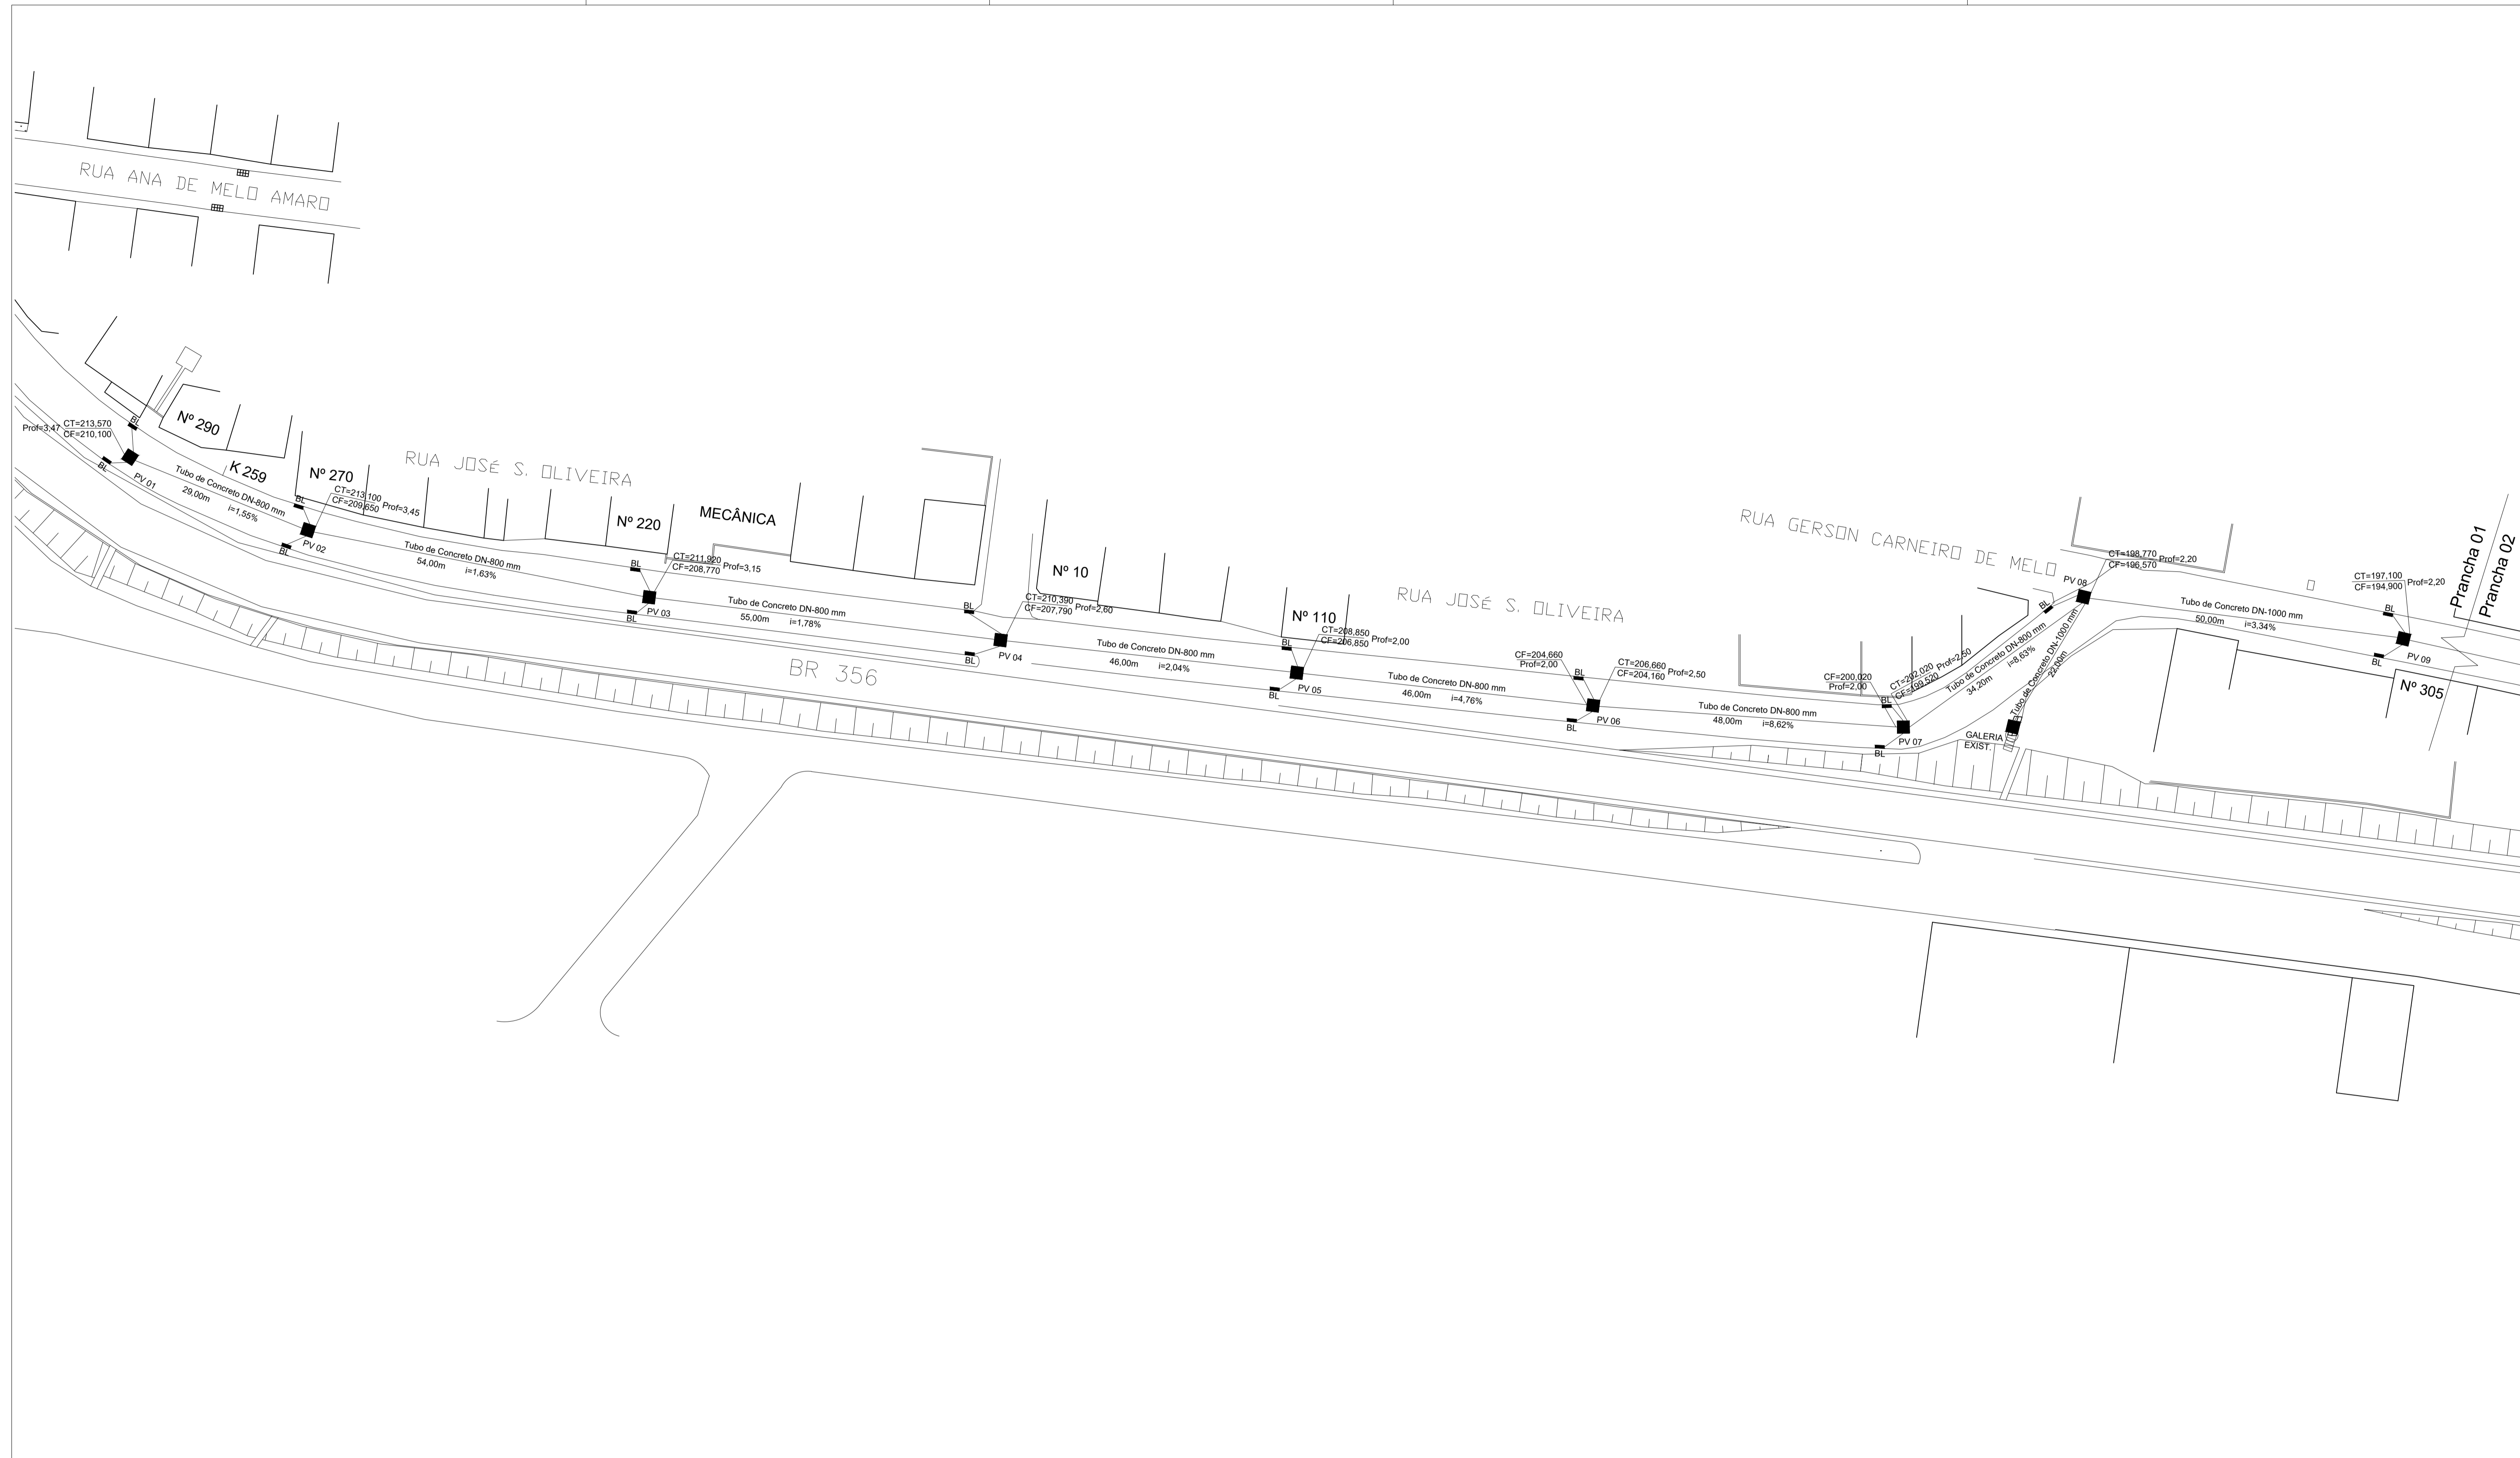 RUA ANA DE MELO AMARO
Nº 290
K 259
Nº 270
RUA JOSÉ S. OLIVEIRA
Nº 220
MECÂNICA
Nº 10
Nº 110
RUA JOSÉ S. OLIVEIRA
RUA GERSON CARNEIRO DE MELO
Prancha 01
Prancha 02
Nº 305
BR 356
Prof=3,47
CT=213,570
CF=210,100
BL
BL
PV 01
Tubo de Concreto DN-800 mm
29,00m
i=1,55%
BL
CT=213,100
CF=209,650
Prof=3,45
BL
PV 02
Tubo de Concreto DN-800 mm
54,00m
i=1,63%
BL
CT=211,920
CF=208,770
Prof=3,15
BL
PV 03
Tubo de Concreto DN-800 mm
55,00m
i=1,78%
BL
CT=210,390
CF=207,790
Prof=2,60
BL
PV 04
Tubo de Concreto DN-800 mm
46,00m
i=2,04%
BL
CT=208,850
CF=206,850
Prof=2,00
BL
PV 05
Tubo de Concreto DN-800 mm
46,00m
i=4,76%
CF=204,660
Prof=2,00
BL
CT=206,660
CF=204,160
Prof=2,50
BL
PV 06
Tubo de Concreto DN-800 mm
48,00m
i=8,62%
CF=200,020
Prof=2,00
BL
CT=202,020
CF=199,520
Prof=2,50
BL
PV 07
Tubo de Concreto DN-800 mm
34,20m
i=8,63%
BL
PV 08
CT=198,770
CF=196,570
Prof=2,20
Tubo de Concreto DN-1000 mm
22,00m
GALERIA
EXIST.
Tubo de Concreto DN-1000 mm
50,00m
i=3,34%
CT=197,100
CF=194,900
Prof=2,20
BL
BL
PV 09